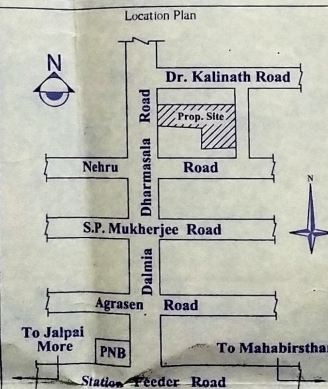 Location Plan
N
Dr. Kalinath Road
Prop. Site
Dalmia Dharmasala Road
Nehru Road
N
S.P. Mukherjee Road
Agrasen Road
To Jalpai
More
PNB
To Mahabirsthan
Station Feeder Road